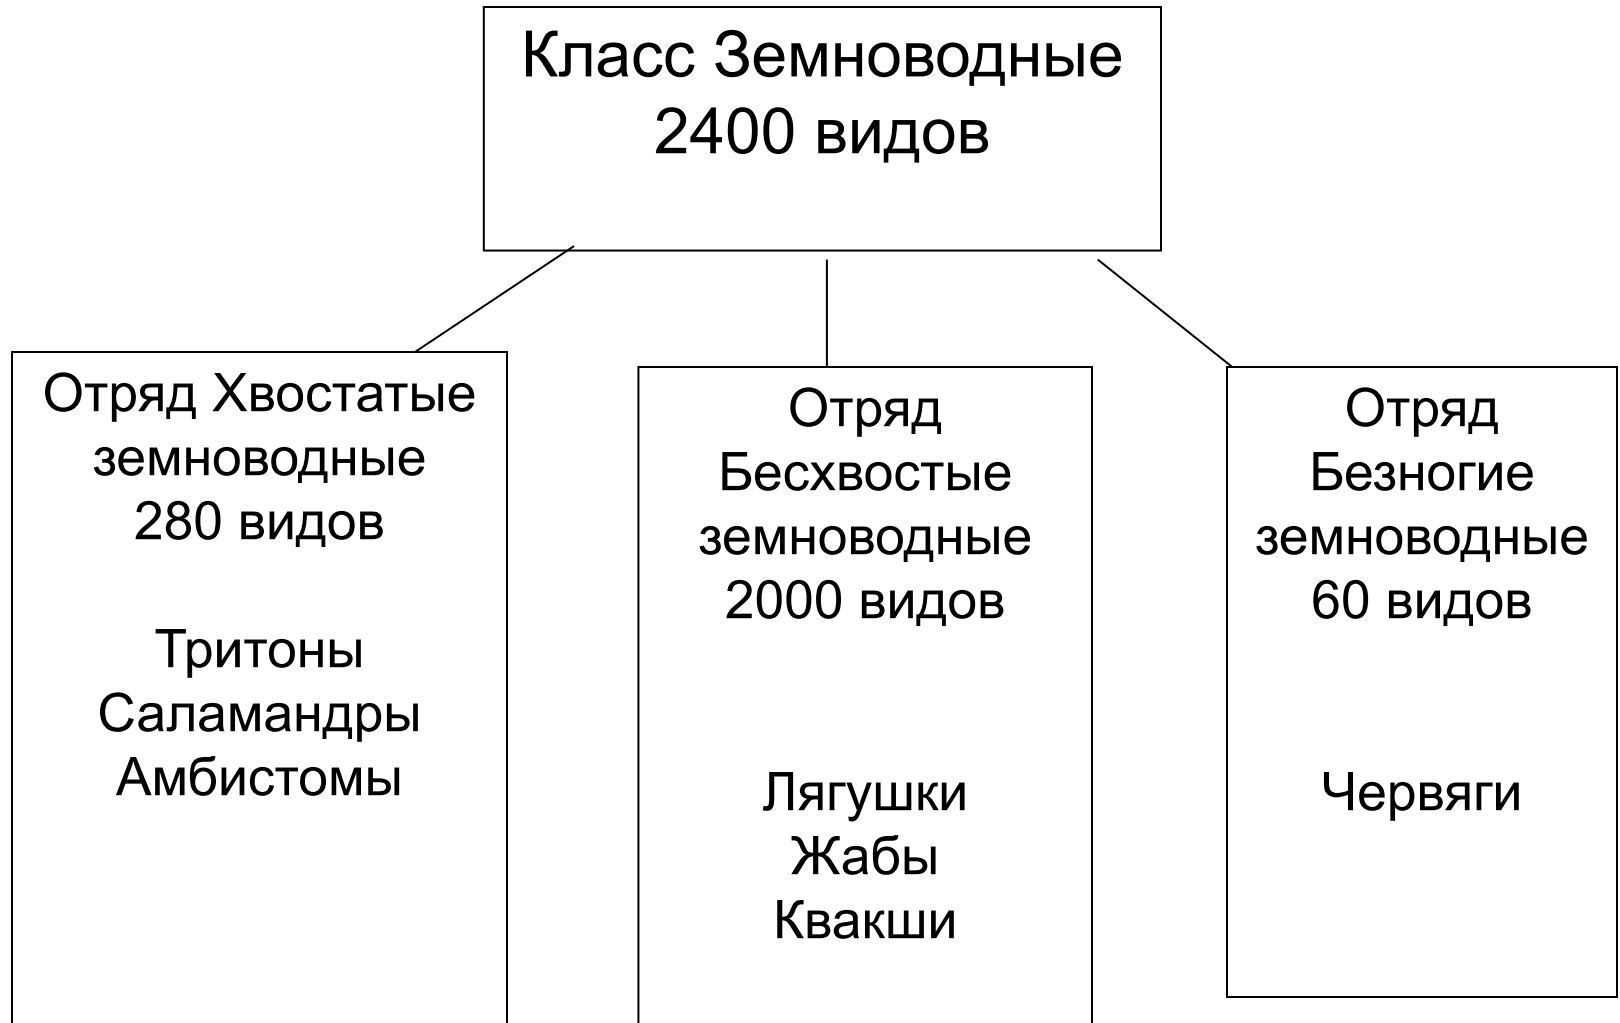 Класс Земноводные
2400 видов
Отряд Хвостатые
земноводные
280 видов
Тритоны
Саламандры
Амбистомы
Отряд
Бесхвостые
земноводные
2000 видов
Лягушки
Жабы
Квакши
Отряд
Безногие
земноводные
60 видов
Червяги